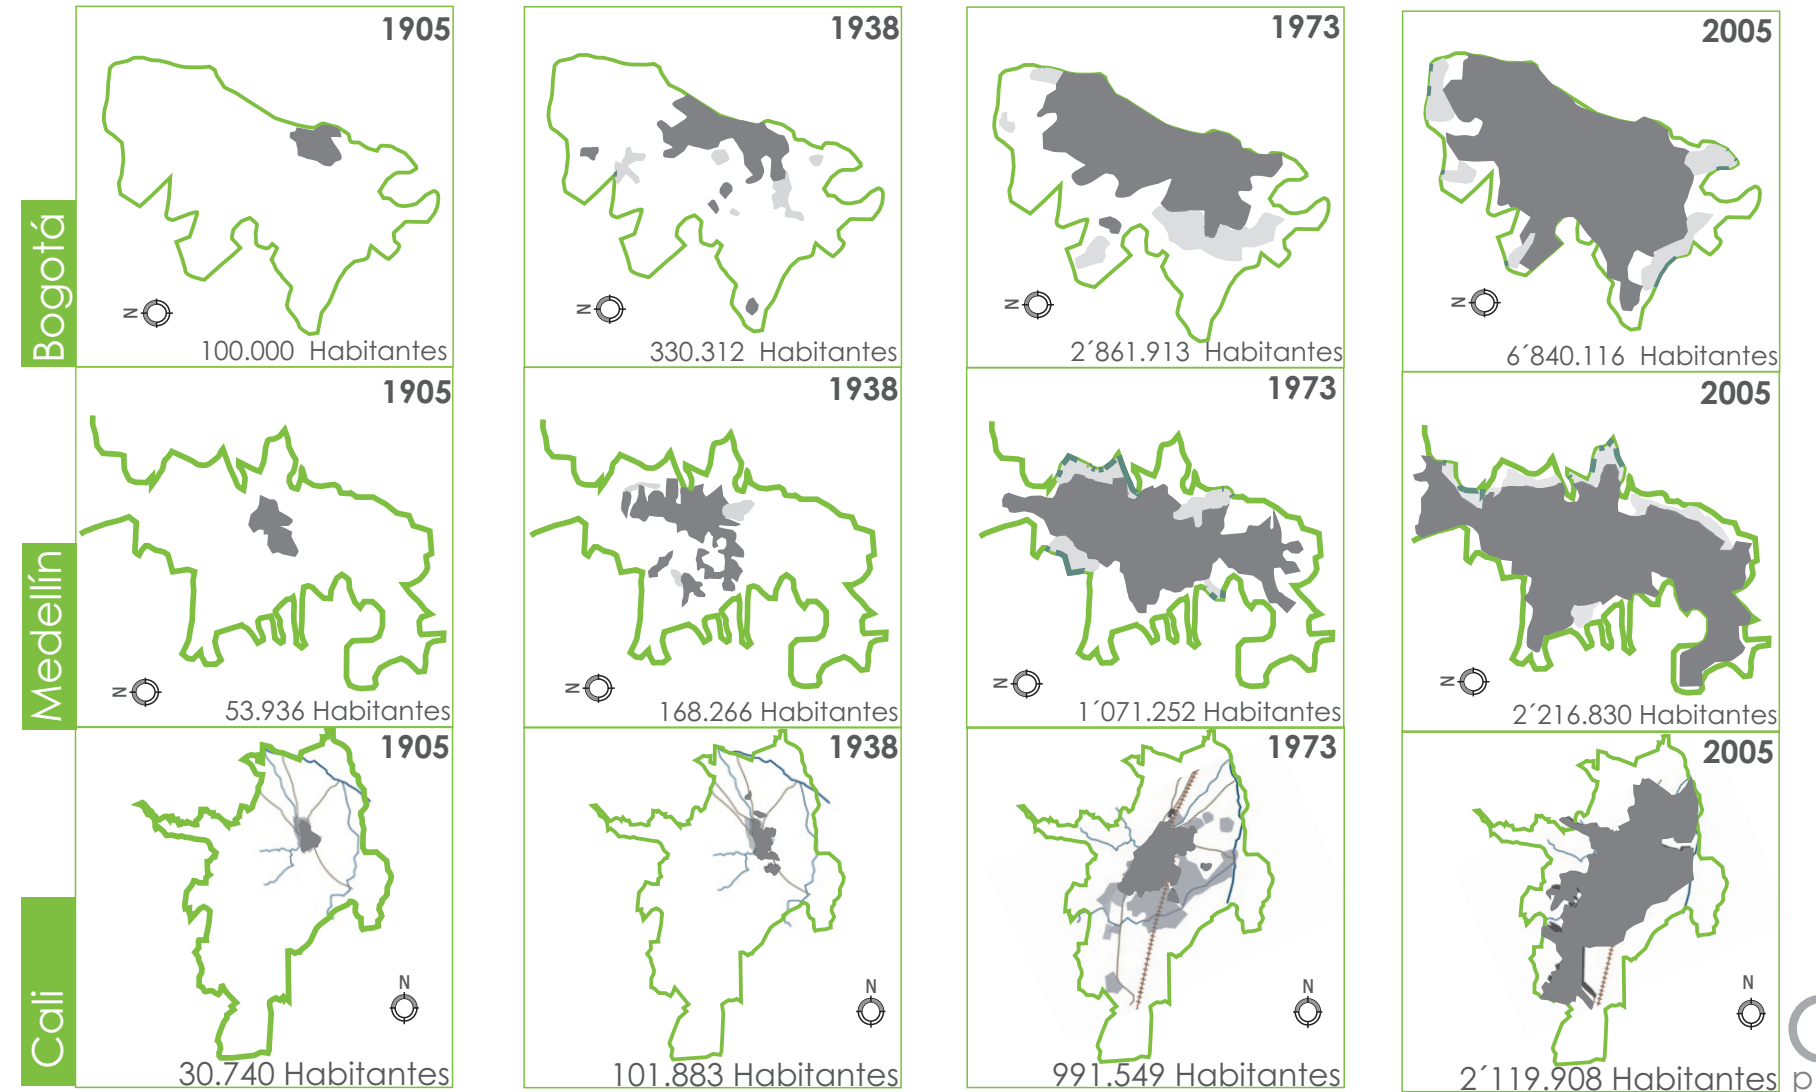 Bogotá
1905
N
100.000 Habitantes
1938
N
330.312 Habitantes
1973
N
2´861.913 Habitantes
2005
N
6´840.116 Habitantes
Medellín
1905
N
53.936 Habitantes
1938
N
168.266 Habitantes
1973
N
1´071.252 Habitantes
2005
N
2´216.830 Habitantes
Cali
1905
N
30.740 Habitantes
1938
N
101.883 Habitantes
1973
N
991.549 Habitantes
2005
N
2´119.908 Habitantes